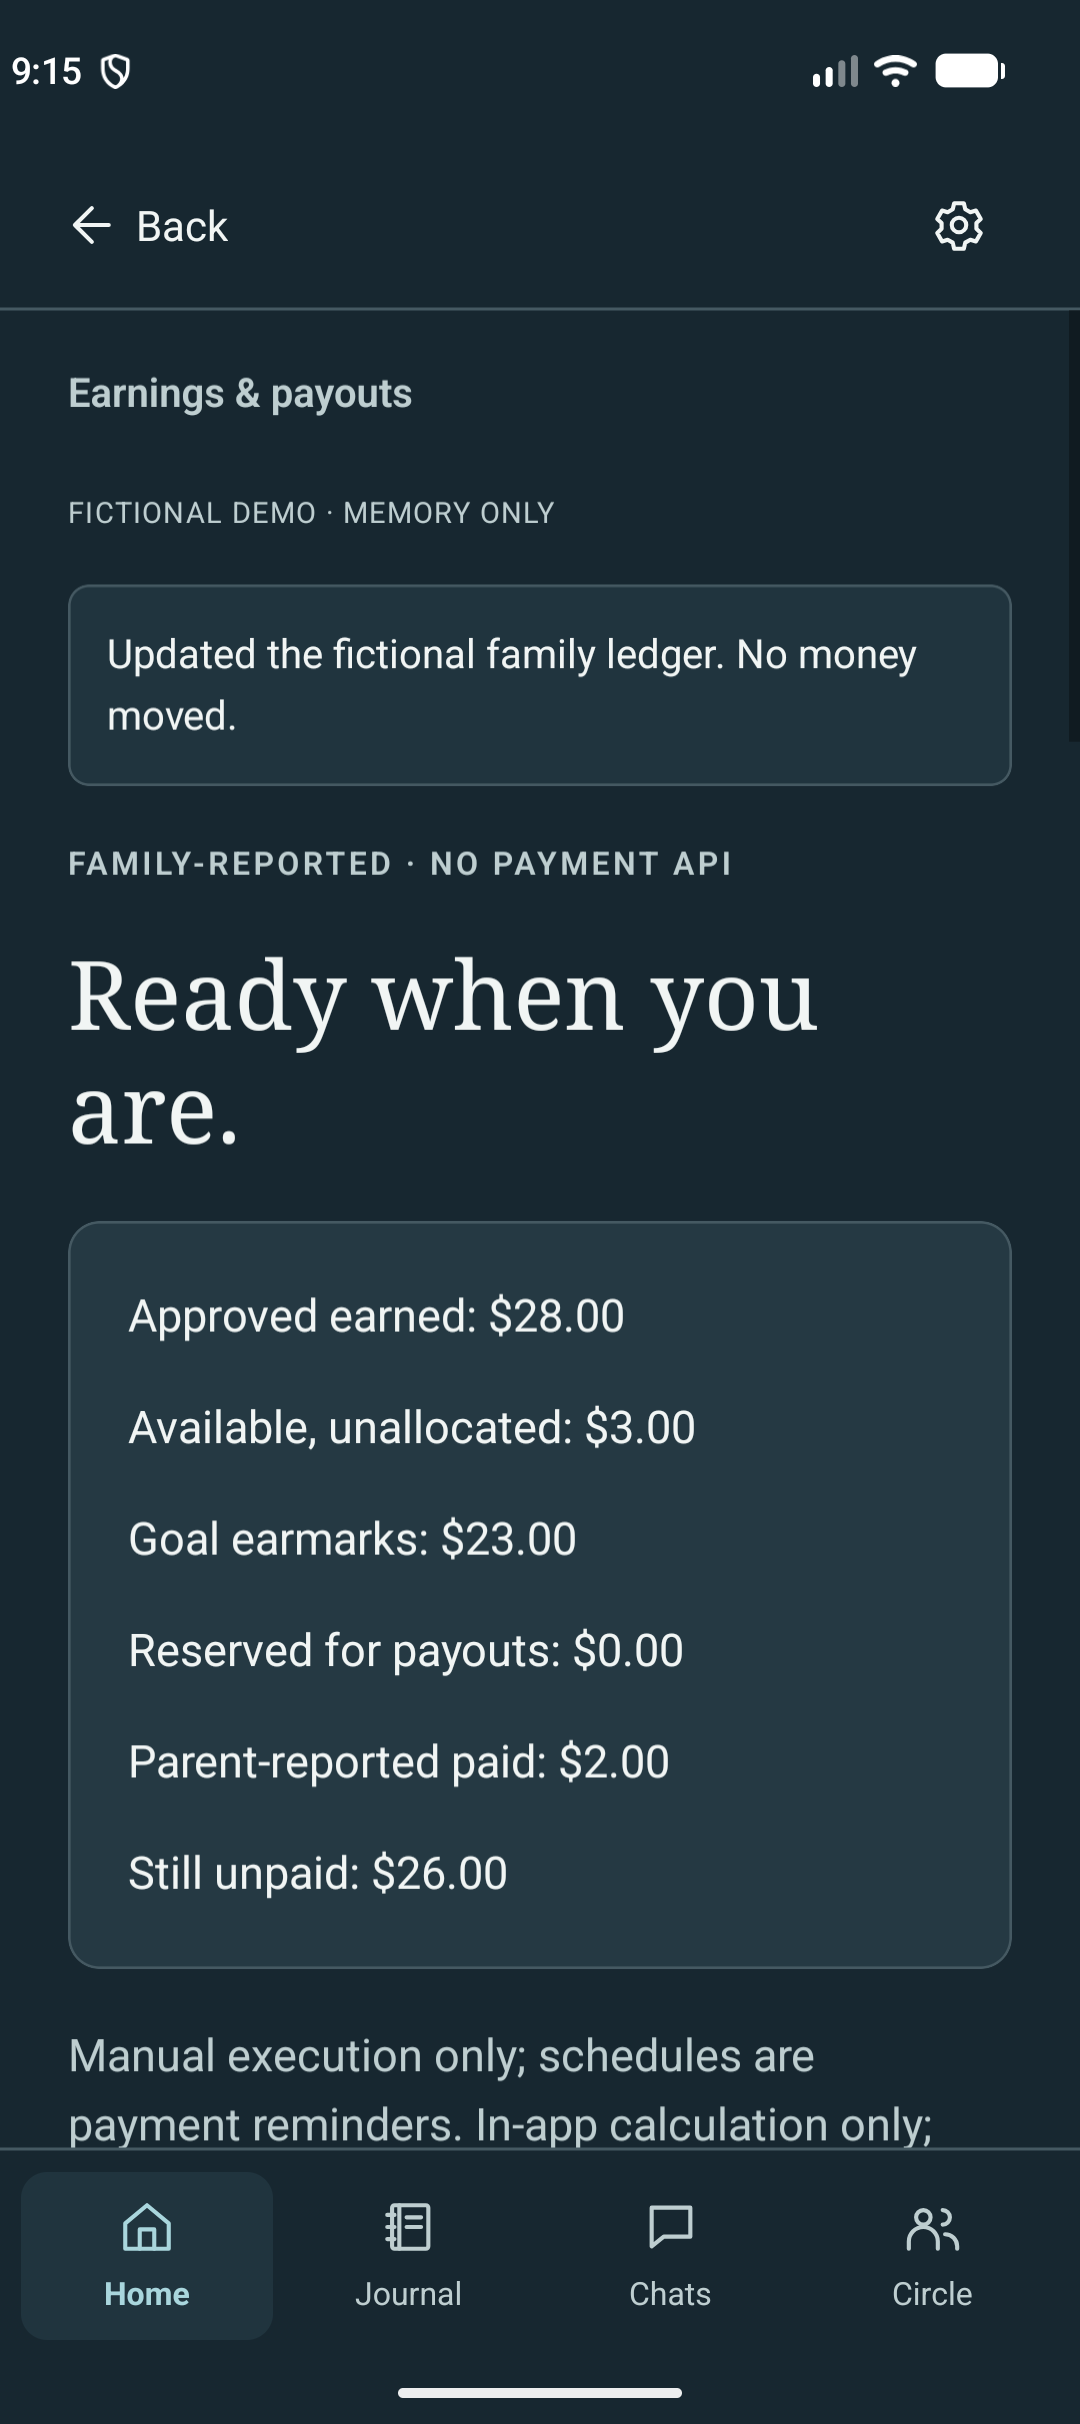 9:15
Back
Earnings & payouts
FICTIONAL DEMO · MEMORY ONLY
Updated the fictional family ledger. No money
moved.
FAMILY-REPORTED · NO PAYMENT API
Ready when you
are.
Approved earned: $28.00
Available, unallocated: $3.00
Goal earmarks: $23.00
Reserved for payouts: $0.00
Parent-reported paid: $2.00
Still unpaid: $26.00
Manual execution only; schedules are
payment reminders. In-app calculation only;
Home
Journal
Chats
Circle